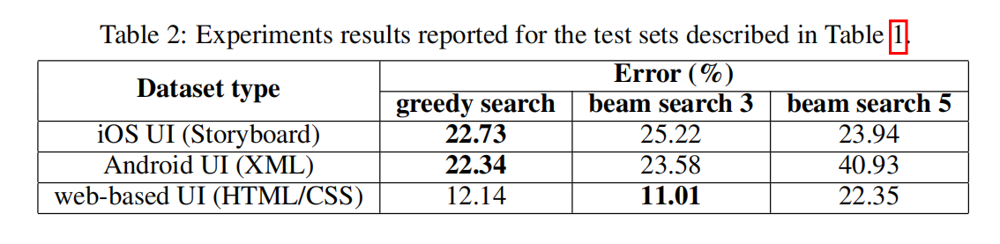 Table 2: Experiments results reported for the test sets described in Table 1.
Dataset type Error (%)
greedy search beam search 3 beam search 5
iOS UI (Storyboard) 22.73 25.22 23.94
Android UI (XML) 22.34 23.58 40.93
web-based UI (HTML/CSS) 12.14 11.01 22.35